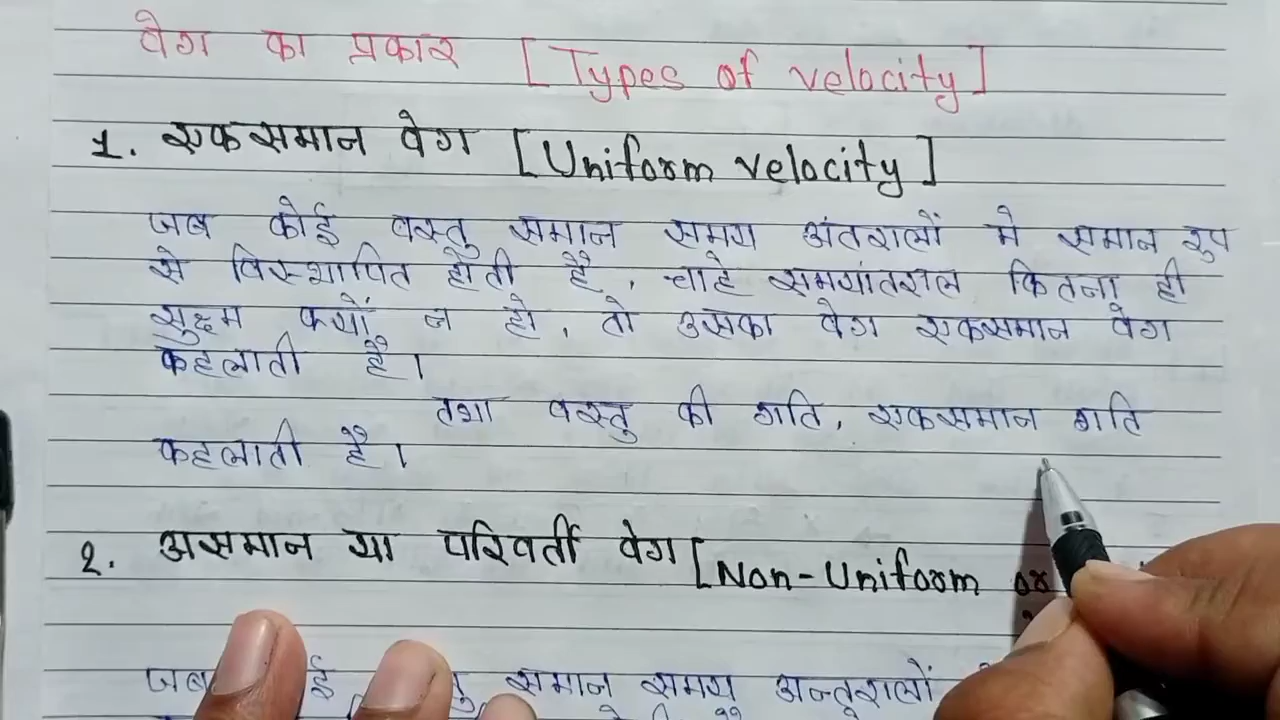 वेग का प्रकार [Types of velocity]
1. एकसमान वेग [Uniform velocity]
जब कोई वस्तु समान समय अंतरालों मे समान रुप
से विस्थापित होती है, चाहे समयांतराल कितना ही
सुक्ष्म क्यों न हो, तो उसका वेग एकसमान वेग
कहलाती है।
तथा वस्तु की गति, एकसमान गति
कहलाती है।
2. असमान या परिवर्ती वेग [Non-Uniform or
जब समान समय अन्तरालों